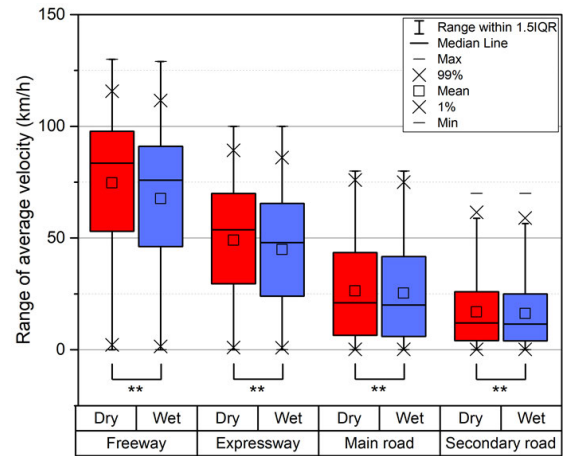 150
100
50
0
Range of average velocity (km/h)
Range within 1.5IQR
Median Line
Max
99%
Mean
1%
Min
** ** ** **
Dry Wet Dry Wet Dry Wet Dry Wet
Freeway Expressway Main road Secondary road